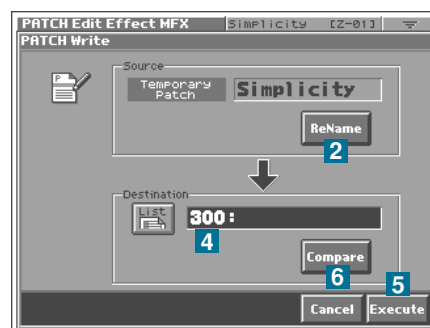 PATCH Edit Effect MFX Simplicity [Z-01]
PATCH Write
P
Source
Temporary Patch Simplicity
ReName
2
Destination
List 300:
4
Compare
6
5
Cancel Execute